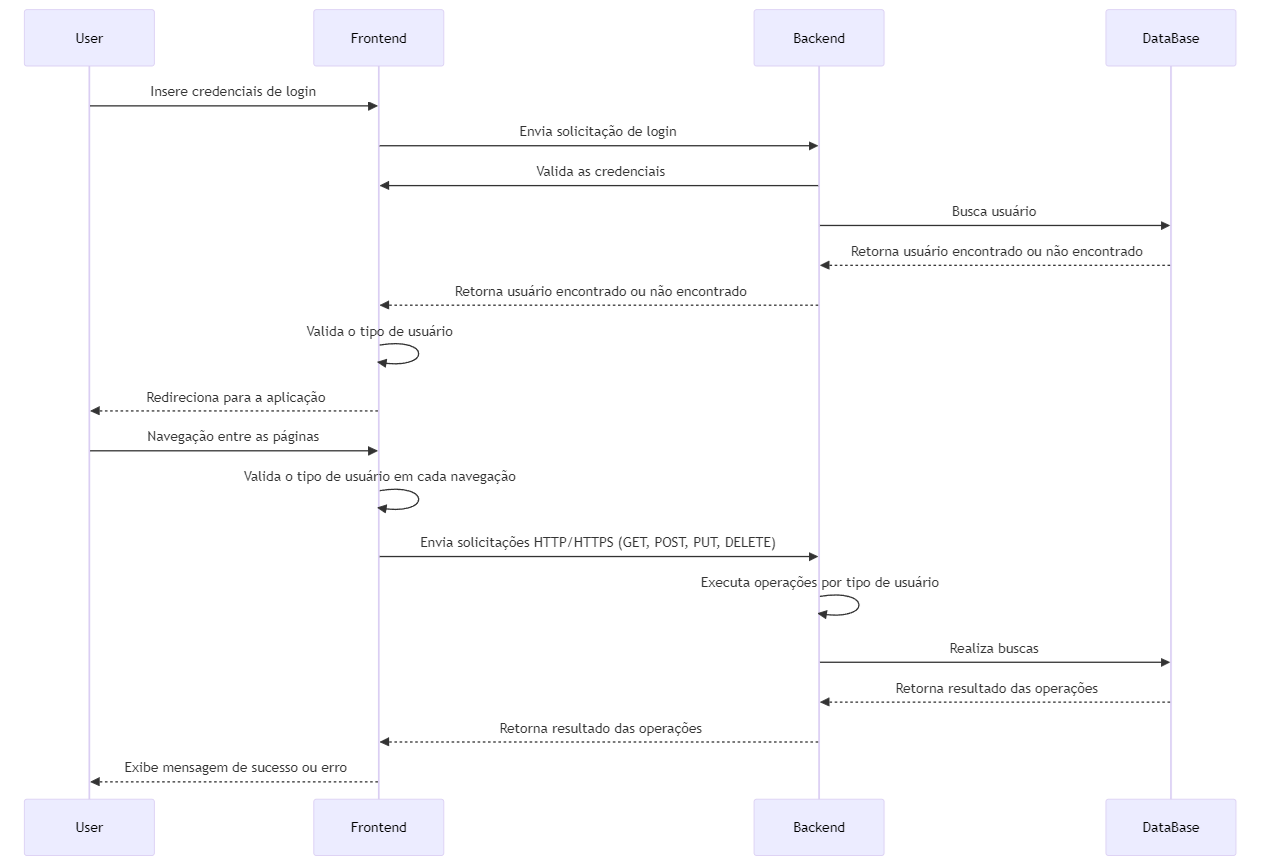 User
Frontend
Backend
DataBase
Insere credenciais de login
Envia solicitação de login
Valida as credenciais
Busca usuário
Retorna usuário encontrado ou não encontrado
Retorna usuário encontrado ou não encontrado
Valida o tipo de usuário
Redireciona para a aplicação
Navegação entre as páginas
Valida o tipo de usuário em cada navegação
Envia solicitações HTTP/HTTPS (GET, POST, PUT, DELETE)
Executa operações por tipo de usuário
Realiza buscas
Retorna resultado das operações
Retorna resultado das operações
Exibe mensagem de sucesso ou erro
User
Frontend
Backend
DataBase